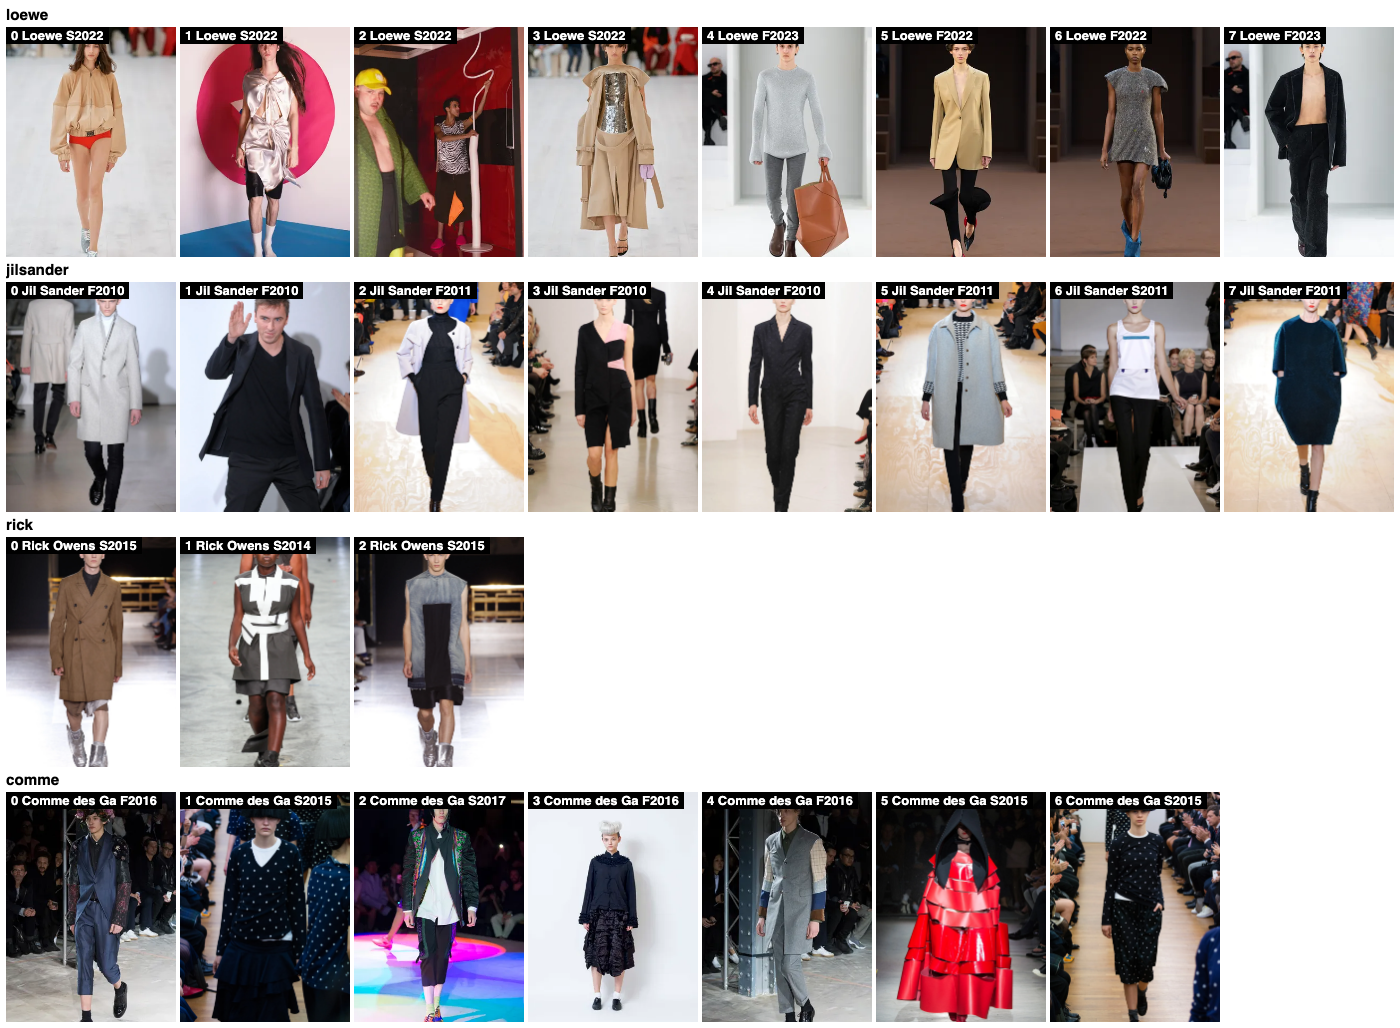 loewe
0 Loewe S2022
1 Loewe S2022
2 Loewe S2022
3 Loewe S2022
4 Loewe F2023
5 Loewe F2022
6 Loewe F2022
7 Loewe F2023
jilsander
0 Jil Sander F2010
1 Jil Sander F2010
2 Jil Sander F2011
3 Jil Sander F2010
4 Jil Sander F2010
5 Jil Sander F2011
6 Jil Sander S2011
7 Jil Sander F2011
rick
0 Rick Owens S2015
1 Rick Owens S2014
2 Rick Owens S2015
comme
0 Comme des Ga F2016
1 Comme des Ga S2015
2 Comme des Ga S2017
3 Comme des Ga F2016
4 Comme des Ga F2016
5 Comme des Ga S2015
6 Comme des Ga S2015